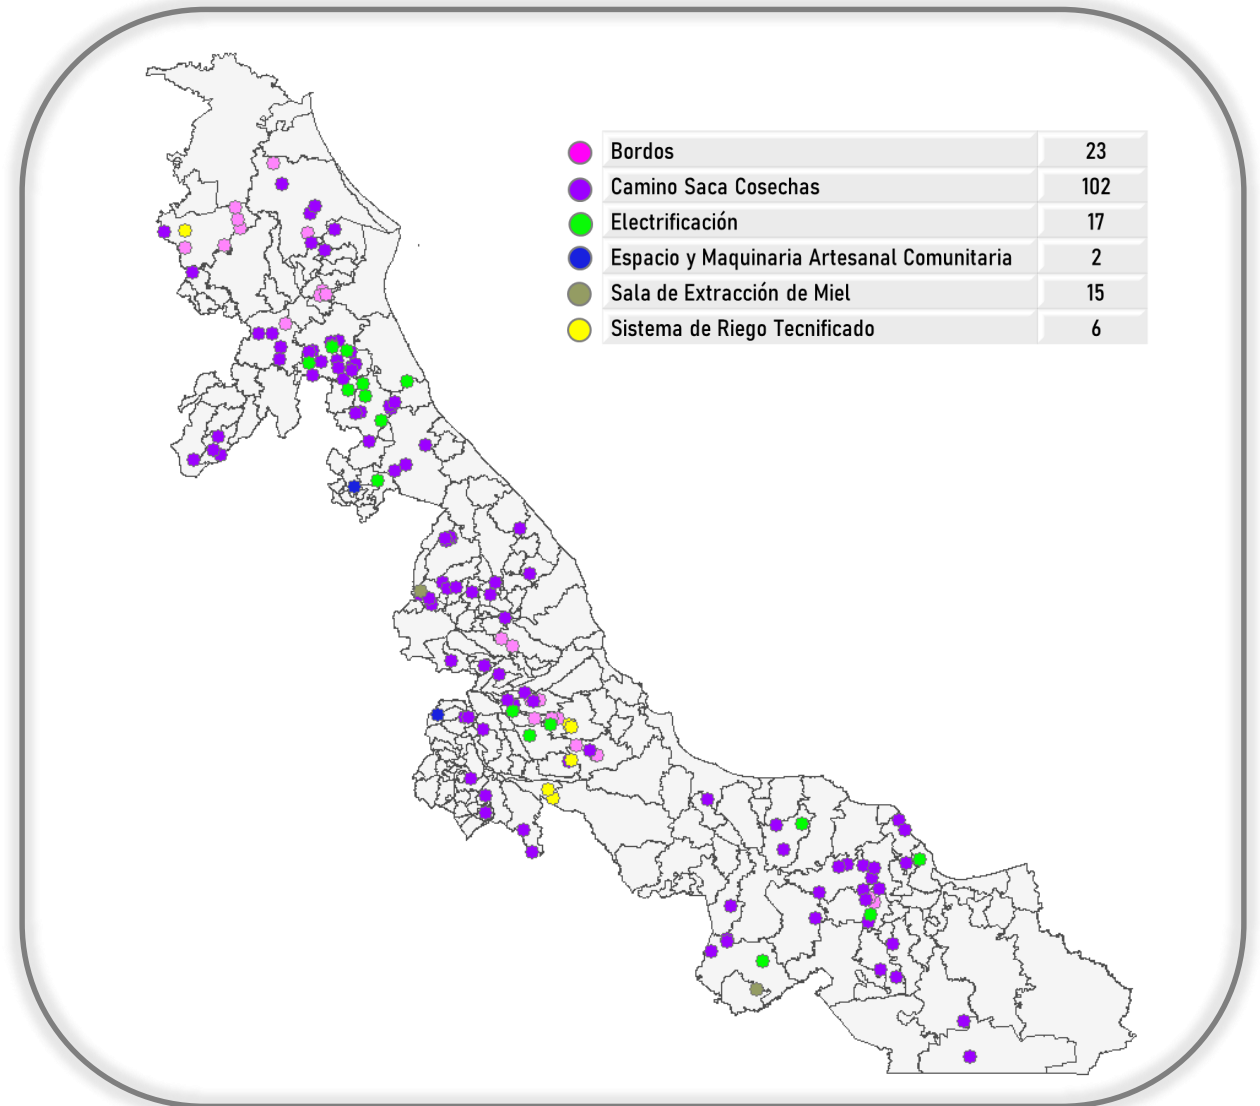 Bordos 23
Camino Saca Cosechas 102
Electrificación 17
Espacio y Maquinaria Artesanal Comunitaria 2
Sala de Extracción de Miel 15
Sistema de Riego Tecnificado 6